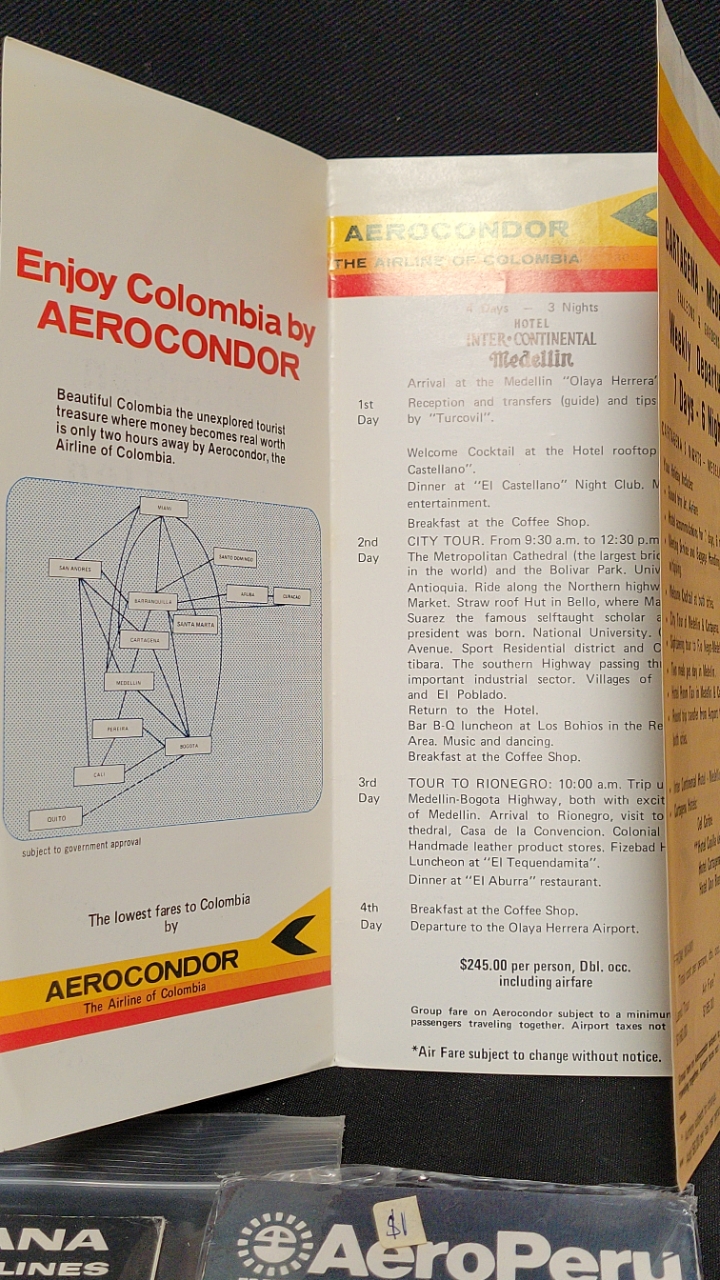 Enjoy Colombia by
AEROCONDOR
Beautiful Colombia the unexplored tourist
treasure where money becomes real worth
is only two hours away by Aerocondor, the
Airline of Colombia.
MIAMI
SANTO DOMINGO
SAN ANDRES
ARUBA
CURACAO
BARRANQUILLA
SANTA MARTA
CARTAGENA
MEDELLIN
PEREIRA
BOGOTA
CALI
QUITO
subject to government approval
The lowest fares to Colombia
by
AEROCONDOR
The Airline of Colombia
AEROCONDOR
THE AIRLINE OF COLOMBIA
4 Days — 3 Nights
HOTEL
INTER·CONTINENTAL
Medellin
Arrival at the Medellin "Olaya Herrera"
1st Day
Reception and transfers (guide) and tips
by "Turcovil".
Welcome Cocktail at the Hotel rooftop
Castellano".
Dinner at "El Castellano" Night Club.
entertainment.
Breakfast at the Coffee Shop.
2nd Day
CITY TOUR. From 9:30 a.m. to 12:30 p.m
The Metropolitan Cathedral (the largest
in the world) and the Bolivar Park.
Antioquia. Ride along the Northern
Market. Straw roof Hut in Bello, where
Suarez the famous selftaught scholar
president was born. National University.
Avenue. Sport Residential district and
tibara. The southern Highway passing
important industrial sector. Villages of
and El Poblado.
Return to the Hotel.
Bar B-Q luncheon at Los Bohios in the
Area. Music and dancing.
Breakfast at the Coffee Shop.
3rd Day
TOUR TO RIONEGRO: 10:00 a.m. Trip
Medellin-Bogota Highway, both with
of Medellin. Arrival to Rionegro, visit to
thedral, Casa de la Convencion. Colonial
Handmade leather product stores. Fizebad
Luncheon at "El Tequendamita".
Dinner at "El Aburra" restaurant.
4th Day
Breakfast at the Coffee Shop.
Departure to the Olaya Herrera Airport.
$245.00 per person, Dbl. occ.
including airfare
Group fare on Aerocondor subject to a minimum
passengers traveling together. Airport taxes not
*Air Fare subject to change without notice.
CARTAGENA - MED
Weekly Depart
7 Days - 6 Nigh
ANA
LINES
$1
AeroPerú